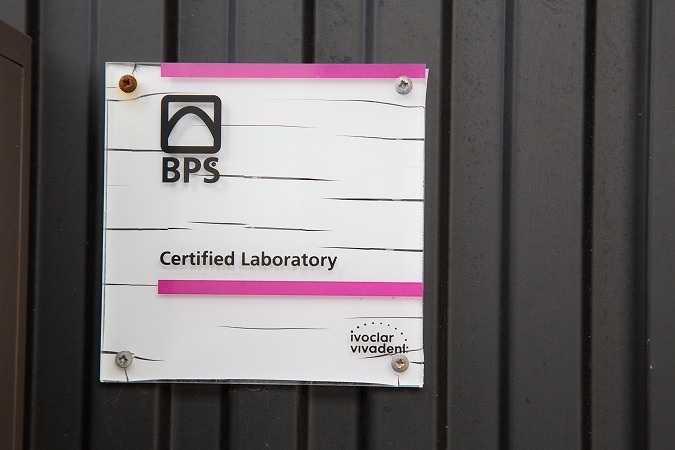 BPS
Certified Laboratory
ivoclar
vivadent: